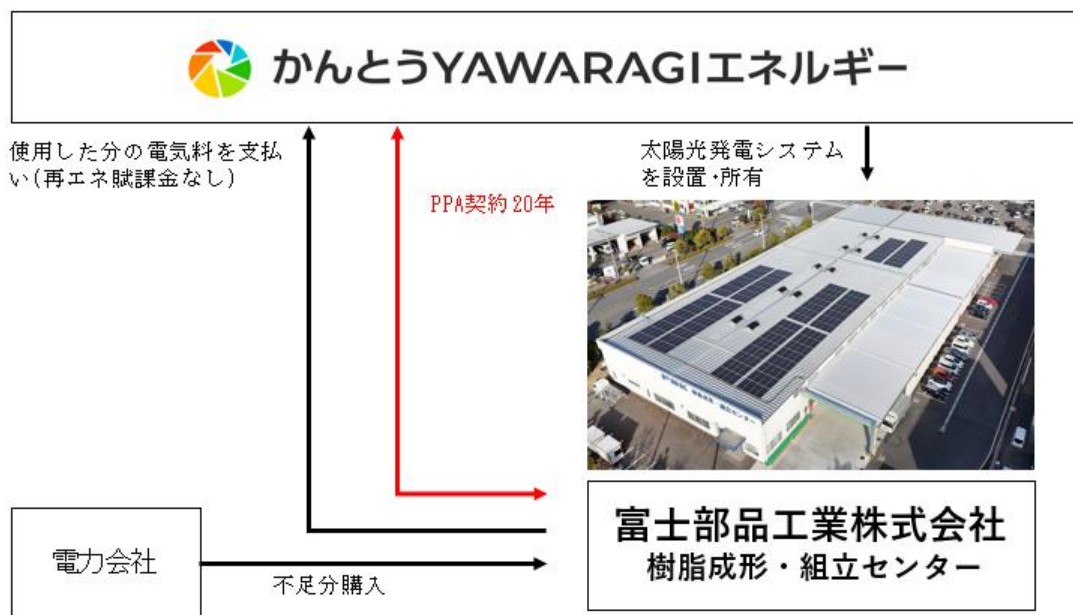 かんとうYAWARAGIエネルギー
使用した分の電気料を支払
い(再エネ賦課金なし)
太陽光発電システム
を設置・所有
PPA契約20年
富士部品工業株式会社
樹脂成形・組立センター
電力会社
不足分購入